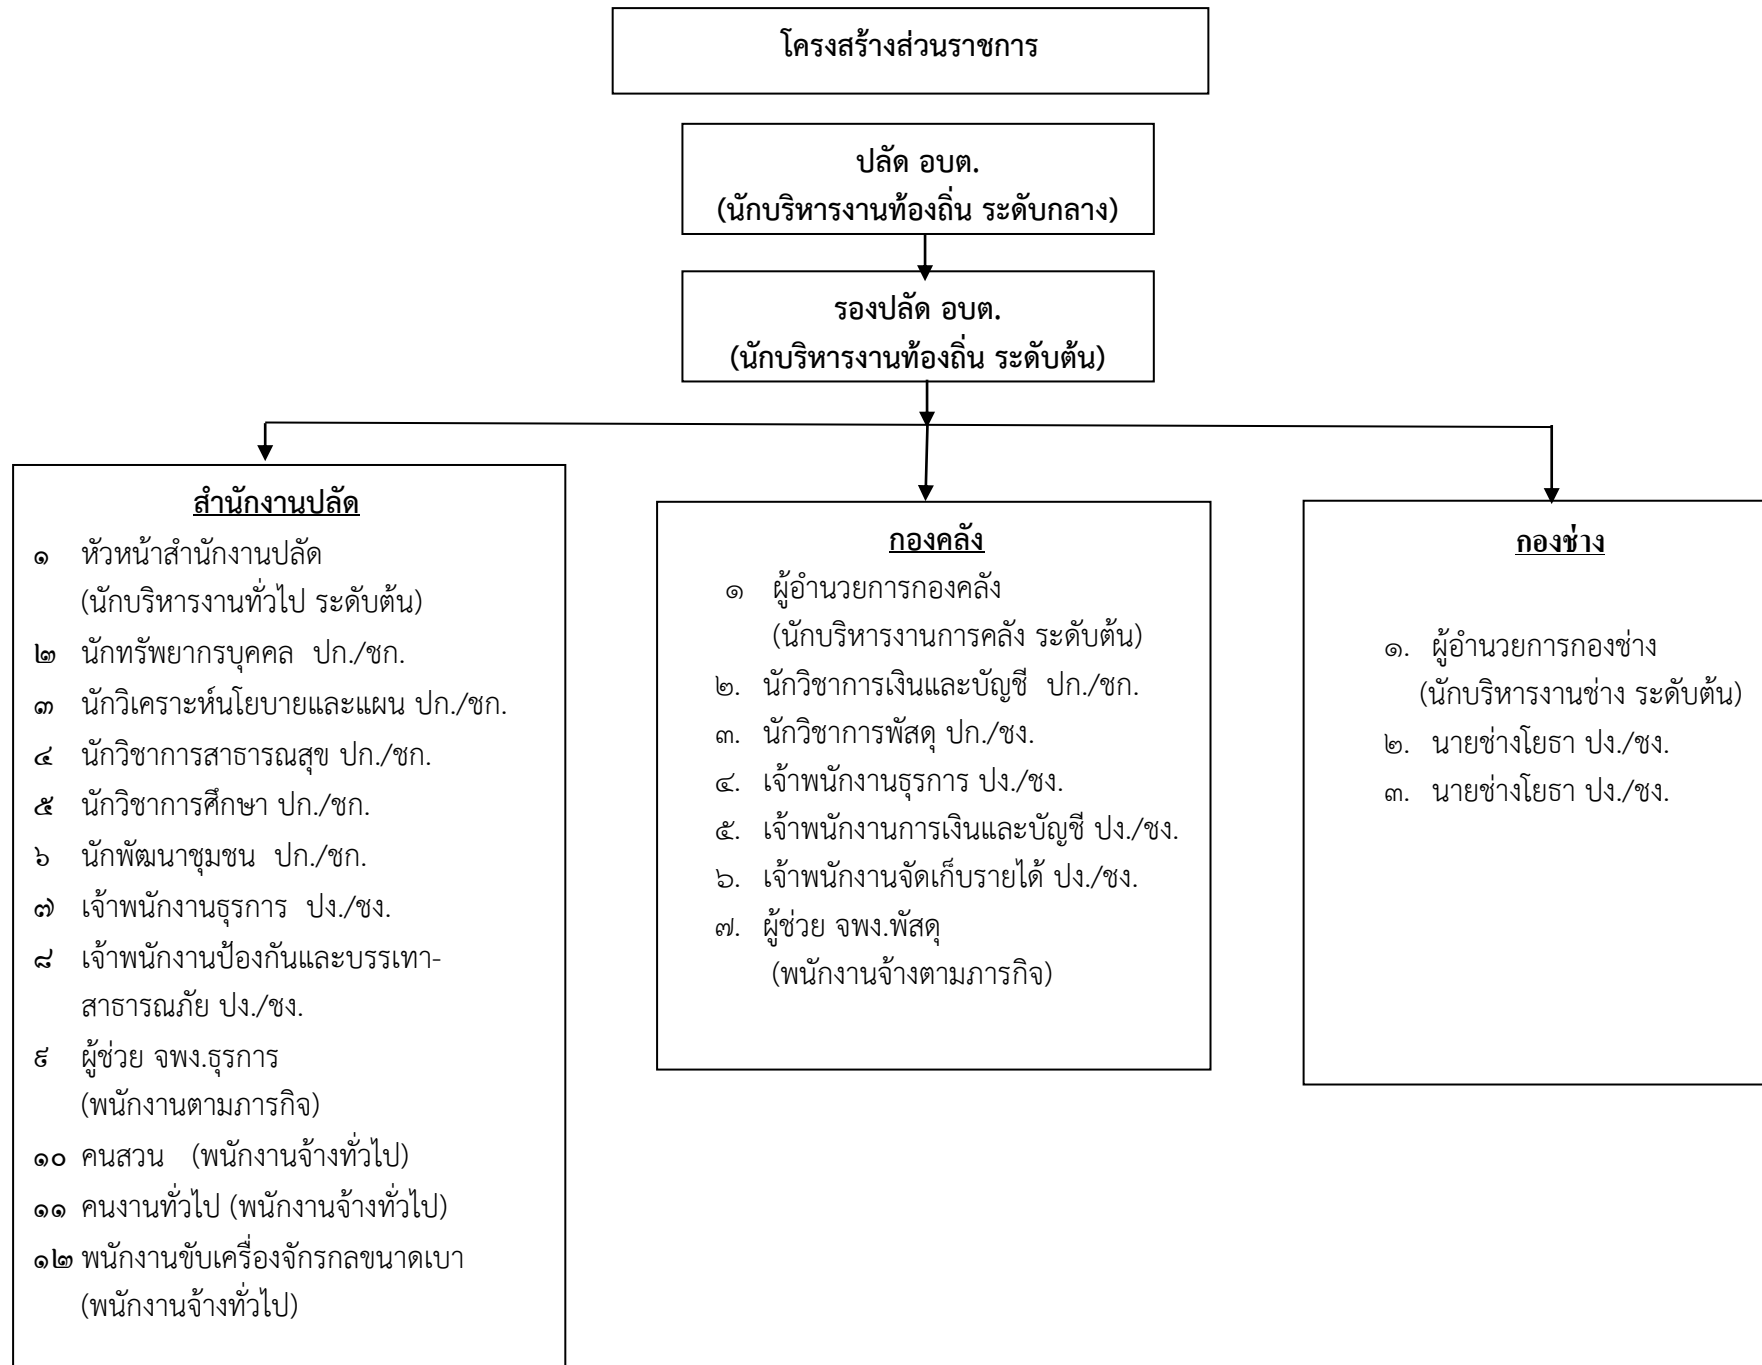 โครงสร้างส่วนราชการ
ปลัด อบต.
(นักบริหารงานท้องถิ่น ระดับกลาง)
รองปลัด อบต.
(นักบริหารงานท้องถิ่น ระดับต้น)
สำนักงานปลัด
๑ หัวหน้าสำนักงานปลัด
(นักบริหารงานทั่วไป ระดับต้น)
๒ นักทรัพยากรบุคคล ปก./ชก.
๓ นักวิเคราะห์นโยบายและแผน ปก./ชก.
๔ นักวิชาการสาธารณสุข ปก./ชก.
๕ นักวิชาการศึกษา ปก./ชก.
๖ นักพัฒนาชุมชน ปก./ชก.
๗ เจ้าพนักงานธุรการ ปง./ชง.
๘ เจ้าพนักงานป้องกันและบรรเทา-
สาธารณภัย ปง./ชง.
๙ ผู้ช่วย จพง.ธุรการ
(พนักงานตามภารกิจ)
๑๐ คนสวน (พนักงานจ้างทั่วไป)
๑๑ คนงานทั่วไป (พนักงานจ้างทั่วไป)
๑๒ พนักงานขับเครื่องจักรกลขนาดเบา
(พนักงานจ้างทั่วไป)
กองคลัง
๑ ผู้อำนวยการกองคลัง
(นักบริหารงานการคลัง ระดับต้น)
๒. นักวิชาการเงินและบัญชี ปก./ชก.
๓. นักวิชาการพัสดุ ปก./ชง.
๔. เจ้าพนักงานธุรการ ปง./ชง.
๕. เจ้าพนักงานการเงินและบัญชี ปง./ชง.
๖. เจ้าพนักงานจัดเก็บรายได้ ปง./ชง.
๗. ผู้ช่วย จพง.พัสดุ
(พนักงานจ้างตามภารกิจ)
กองช่าง
๑. ผู้อำนวยการกองช่าง
(นักบริหารงานช่าง ระดับต้น)
๒. นายช่างโยธา ปง./ชง.
๓. นายช่างโยธา ปง./ชง.